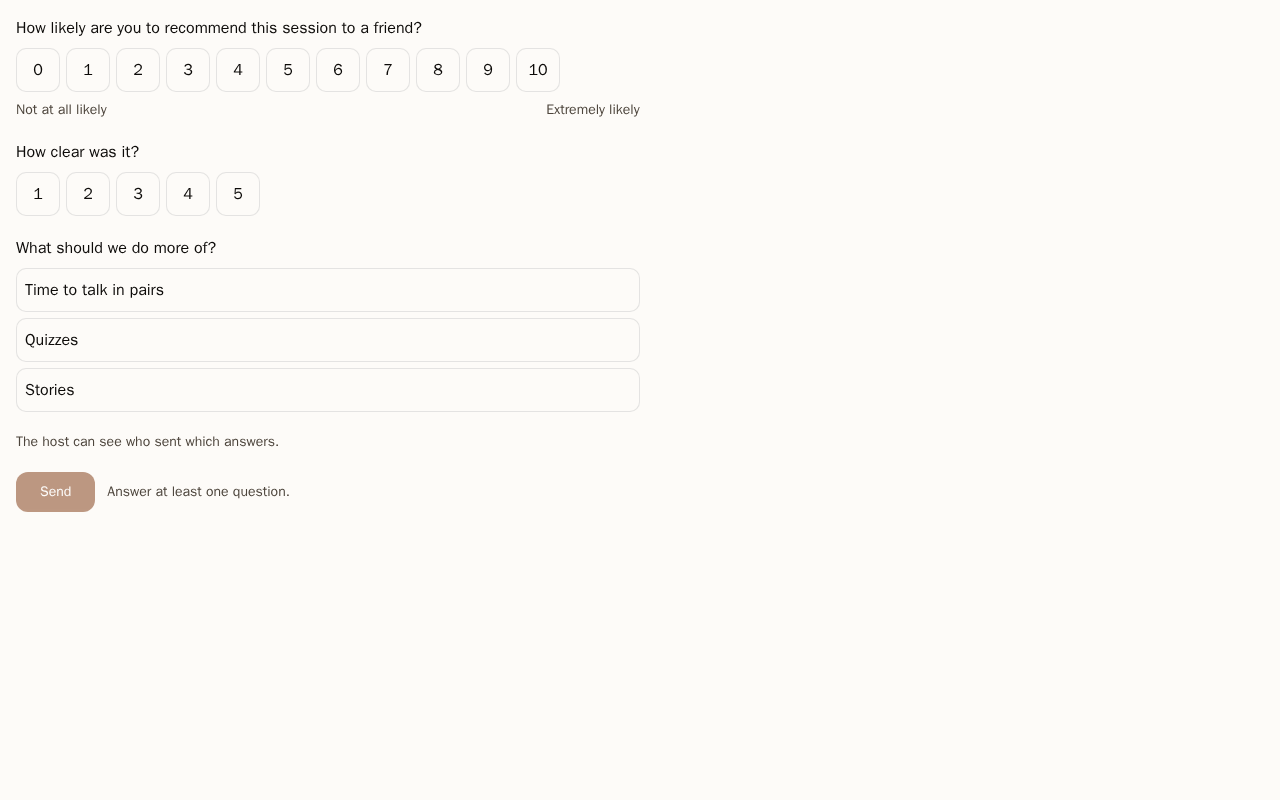 How likely are you to recommend this session to a friend?
0 1 2 3 4 5 6 7 8 9 10
Not at all likely Extremely likely
How clear was it?
1 2 3 4 5
What should we do more of?
Time to talk in pairs
Quizzes
Stories
The host can see who sent which answers.
Send Answer at least one question.